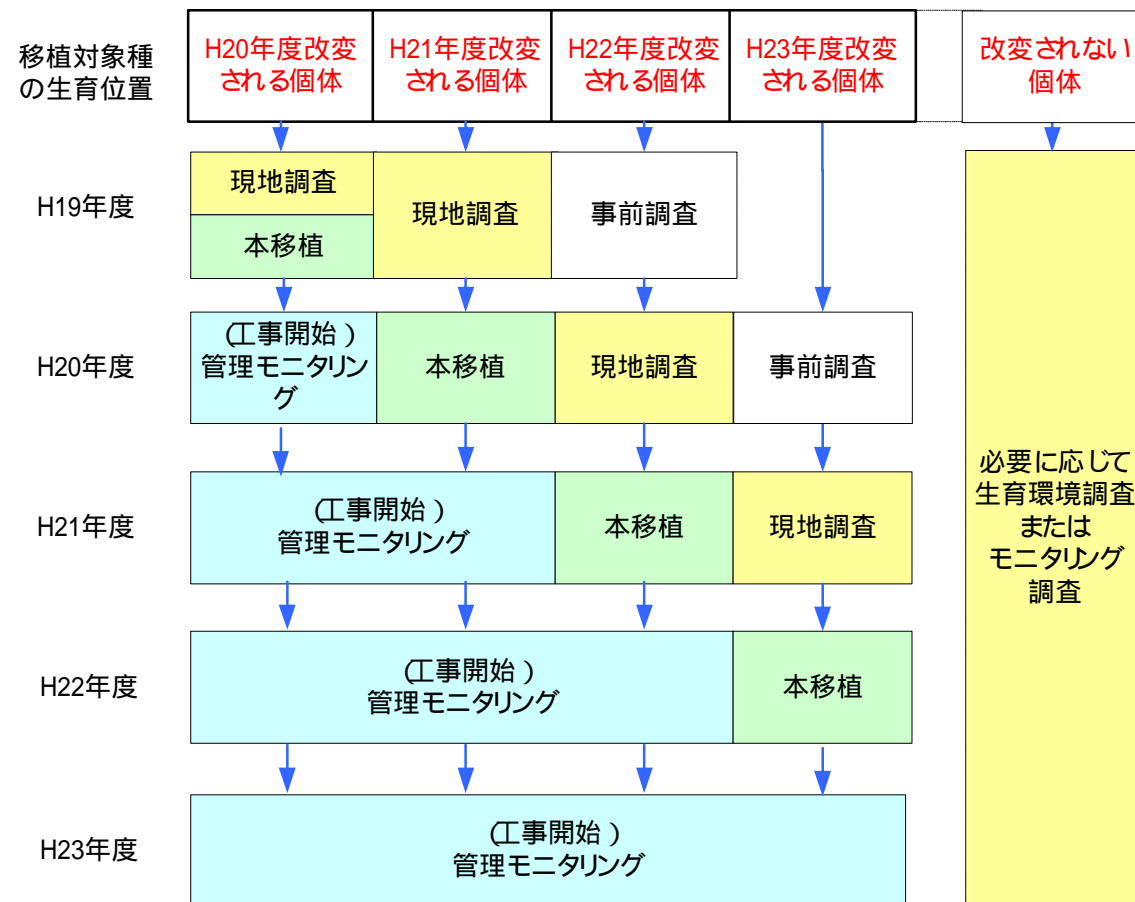 移植対象種
の生育位置
H20年度改変
される個体
H21年度改変
される個体
H22年度改変
される個体
H23年度改変
される個体
改変されない
個体
H19年度
現地調査
本移植
現地調査
事前調査
H20年度
(工事開始)
管理モニタリン
グ
本移植
現地調査
事前調査
H21年度
(工事開始)
管理モニタリング
本移植
現地調査
必要に応じて
生育環境調査
または
モニタリング
調査
H22年度
(工事開始)
管理モニタリング
本移植
H23年度
(工事開始)
管理モニタリング